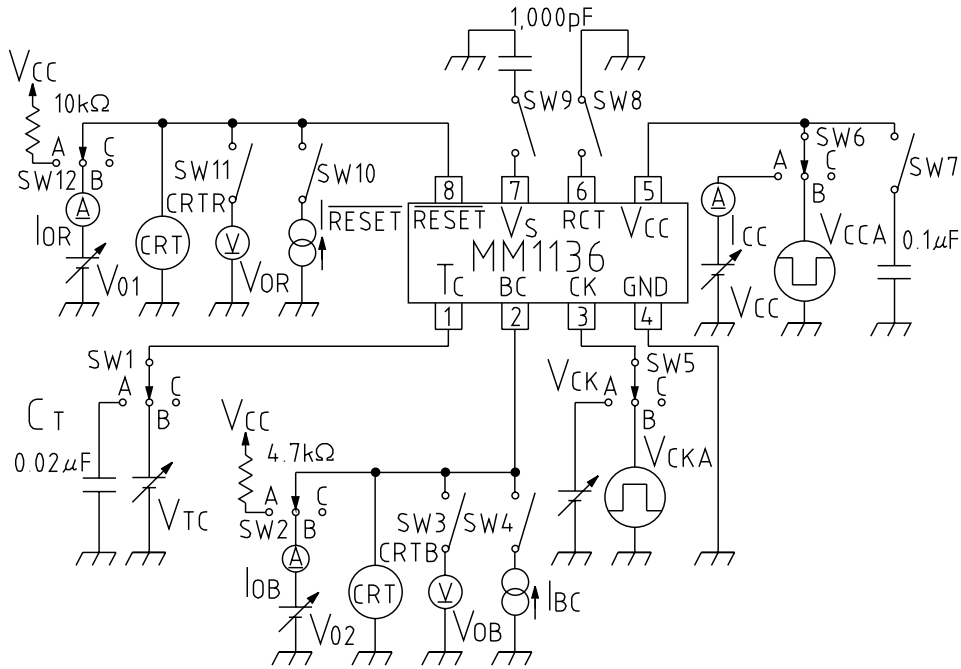 1,000pF
VCC
10kΩ
SW9 SW8
A C
SW12 B
SW11
SW10
CRTR
SW6
SW7
A C
B
A
A
IOR
CRT
V
VOR
IRESET
VO1
8 7 6 5
RESET VS RCT VCC
MM1136
TC BC CK GND
1 2 3 4
ICC
VCCA
0.1μF
VCC
SW1
A C
B
CT
0.02μF
VTC
VCC
4.7kΩ
A C
SW2 B
SW3 SW4
CRTB
SW5
VCK A C
B
VCKA
A
IOB
CRT
V
IBC
VO2
VOB